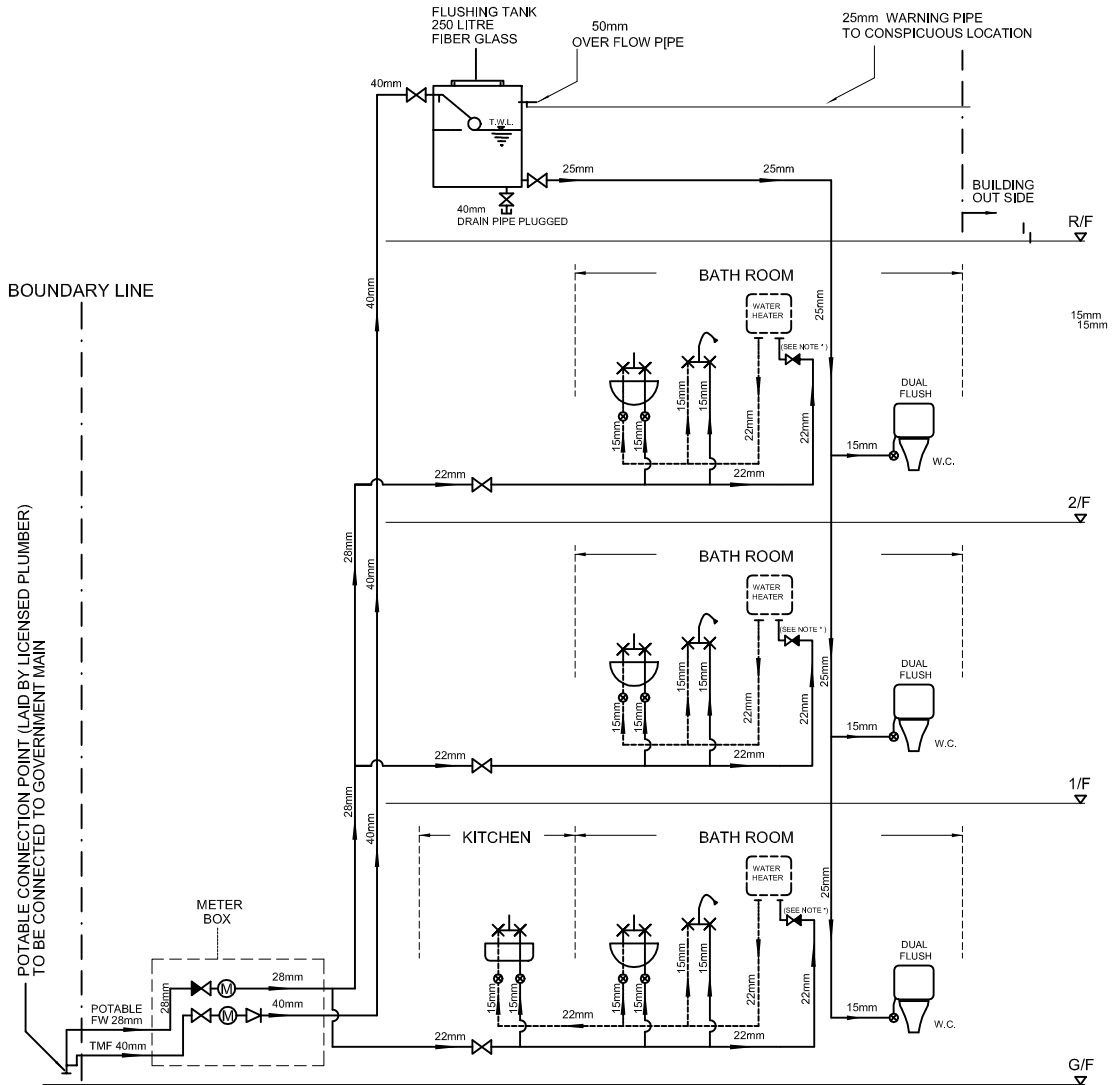 FLUSHING TANK
250 LITRE
FIBER GLASS
50mm
OVER FLOW P[PE
25mm WARNING PIPE
TO CONSPICUOUS LOCATION
40mm
T.W.L.
25mm
25mm
40mm
DRAIN PIPE PLUGGED
BUILDING
OUT SIDE
R/F
BOUNDARY LINE
40mm
BATH ROOM
25mm
15mm
15mm
WATER
HEATER
(SEE NOTE *)
15mm
15mm
15mm
15mm
22mm
22mm
DUAL
FLUSH
15mm
W.C.
22mm
22mm
2/F
28mm
40mm
BATH ROOM
WATER
HEATER
(SEE NOTE *)
25mm
15mm
15mm
15mm
15mm
22mm
22mm
DUAL
FLUSH
15mm
W.C.
22mm
22mm
1/F
28mm
40mm
KITCHEN
BATH ROOM
25mm
WATER
HEATER
(SEE NOTE *)
15mm
15mm
15mm
15mm
15mm
15mm
22mm
22mm
22mm
DUAL
FLUSH
15mm
W.C.
22mm
22mm
METER
BOX
28mm
M
28mm
M
40mm
POTABLE
FW 28mm
TMF 40mm
POTABLE CONNECTION POINT (LAID BY LICENSED PLUMBER)
TO BE CONNECTED TO GOVERNMENT MAIN
G/F